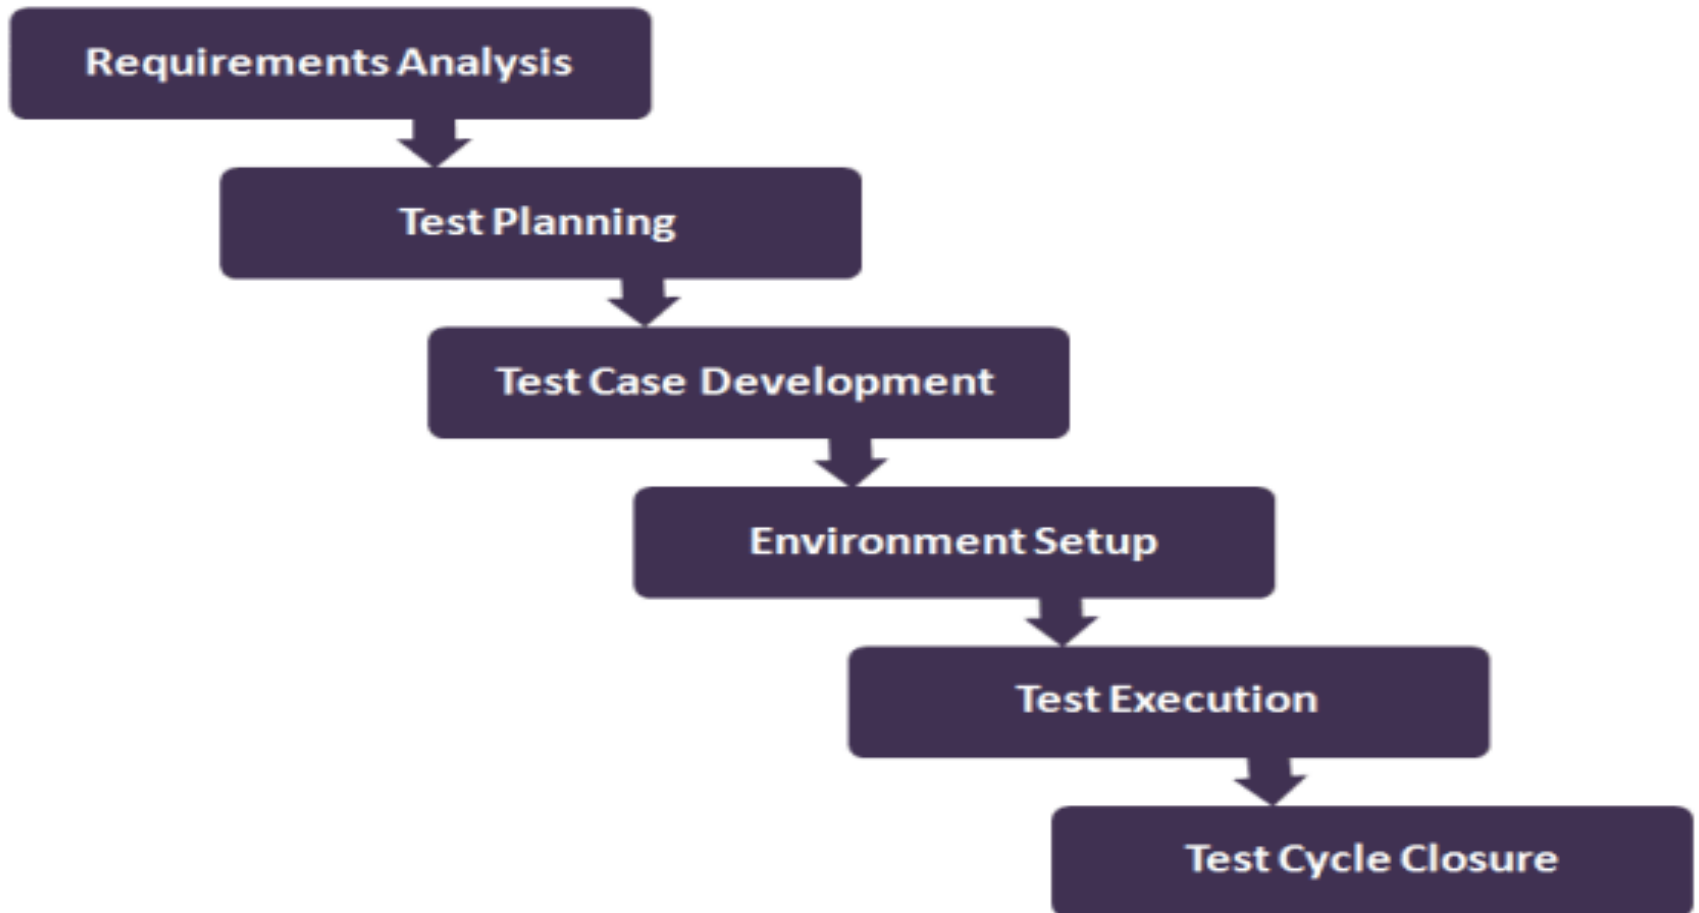 Requirements Analysis
Test Planning
Test Case Development
Environment Setup
Test Execution
Test Cycle Closure